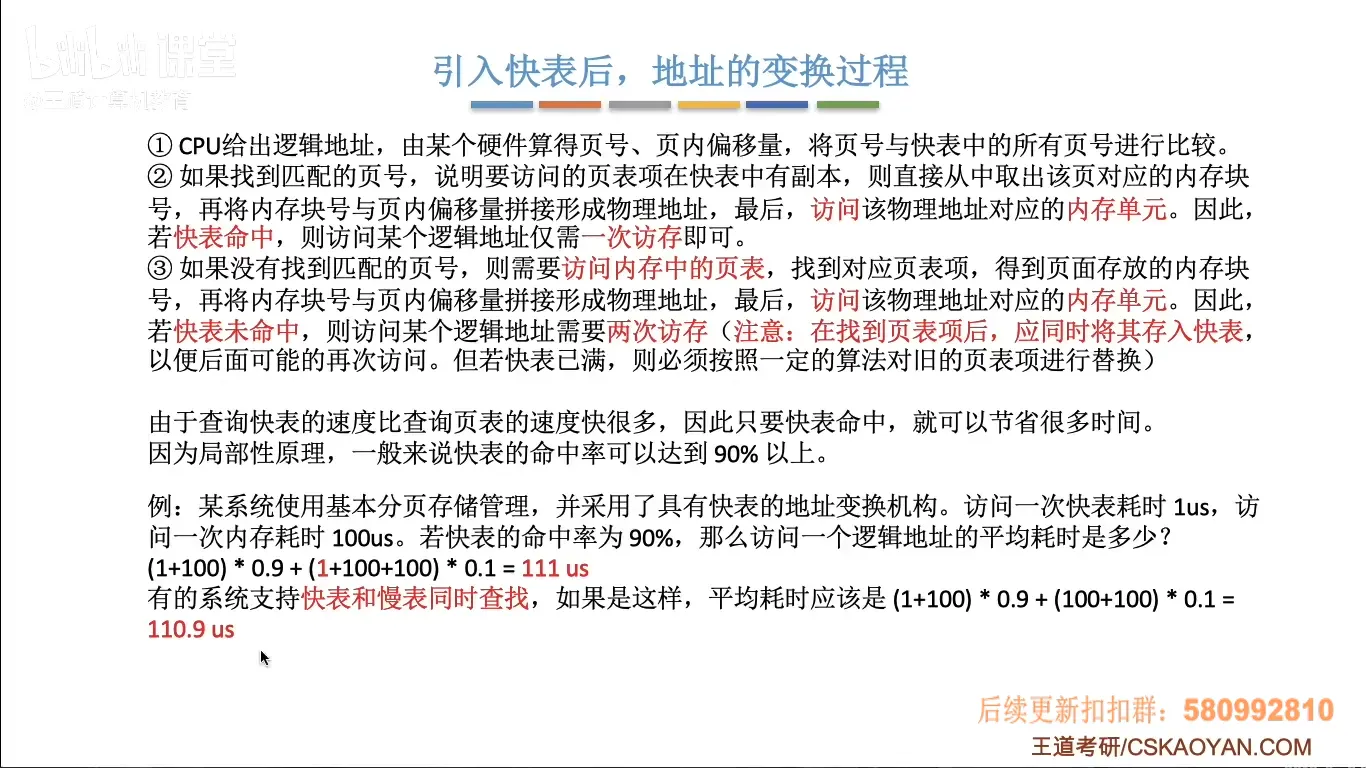 bilibili 课堂
@王道计算机教育
引入快表后，地址的变换过程
① CPU给出逻辑地址，由某个硬件算得页号、页内偏移量，将页号与快表中的所有页号进行比较。
② 如果找到匹配的页号，说明要访问的页表项在快表中有副本，则直接从中取出该页对应的内存块
号，再将内存块号与页内偏移量拼接形成物理地址，最后，访问该物理地址对应的内存单元。因此，
若快表命中，则访问某个逻辑地址仅需一次访存即可。
③ 如果没有找到匹配的页号，则需要访问内存中的页表，找到对应页表项，得到页面存放的内存块
号，再将内存块号与页内偏移量拼接形成物理地址，最后，访问该物理地址对应的内存单元。因此，
若快表未命中，则访问某个逻辑地址需要两次访存（注意：在找到页表项后，应同时将其存入快表，
以便后面可能的再次访问。但若快表已满，则必须按照一定的算法对旧的页表项进行替换）
由于查询快表的速度比查询页表的速度快很多，因此只要快表命中，就可以节省很多时间。
因为局部性原理，一般来说快表的命中率可以达到 90% 以上。
例：某系统使用基本分页存储管理，并采用了具有快表的地址变换机构。访问一次快表耗时 1us，访
问一次内存耗时 100us。若快表的命中率为 90%，那么访问一个逻辑地址的平均耗时是多少？
(1+100) * 0.9 + (1+100+100) * 0.1 = 111 us
有的系统支持快表和慢表同时查找，如果是这样，平均耗时应该是 (1+100) * 0.9 + (100+100) * 0.1 =
110.9 us
后续更新扣扣群：580992810
王道考研/CSKAOYAN.COM